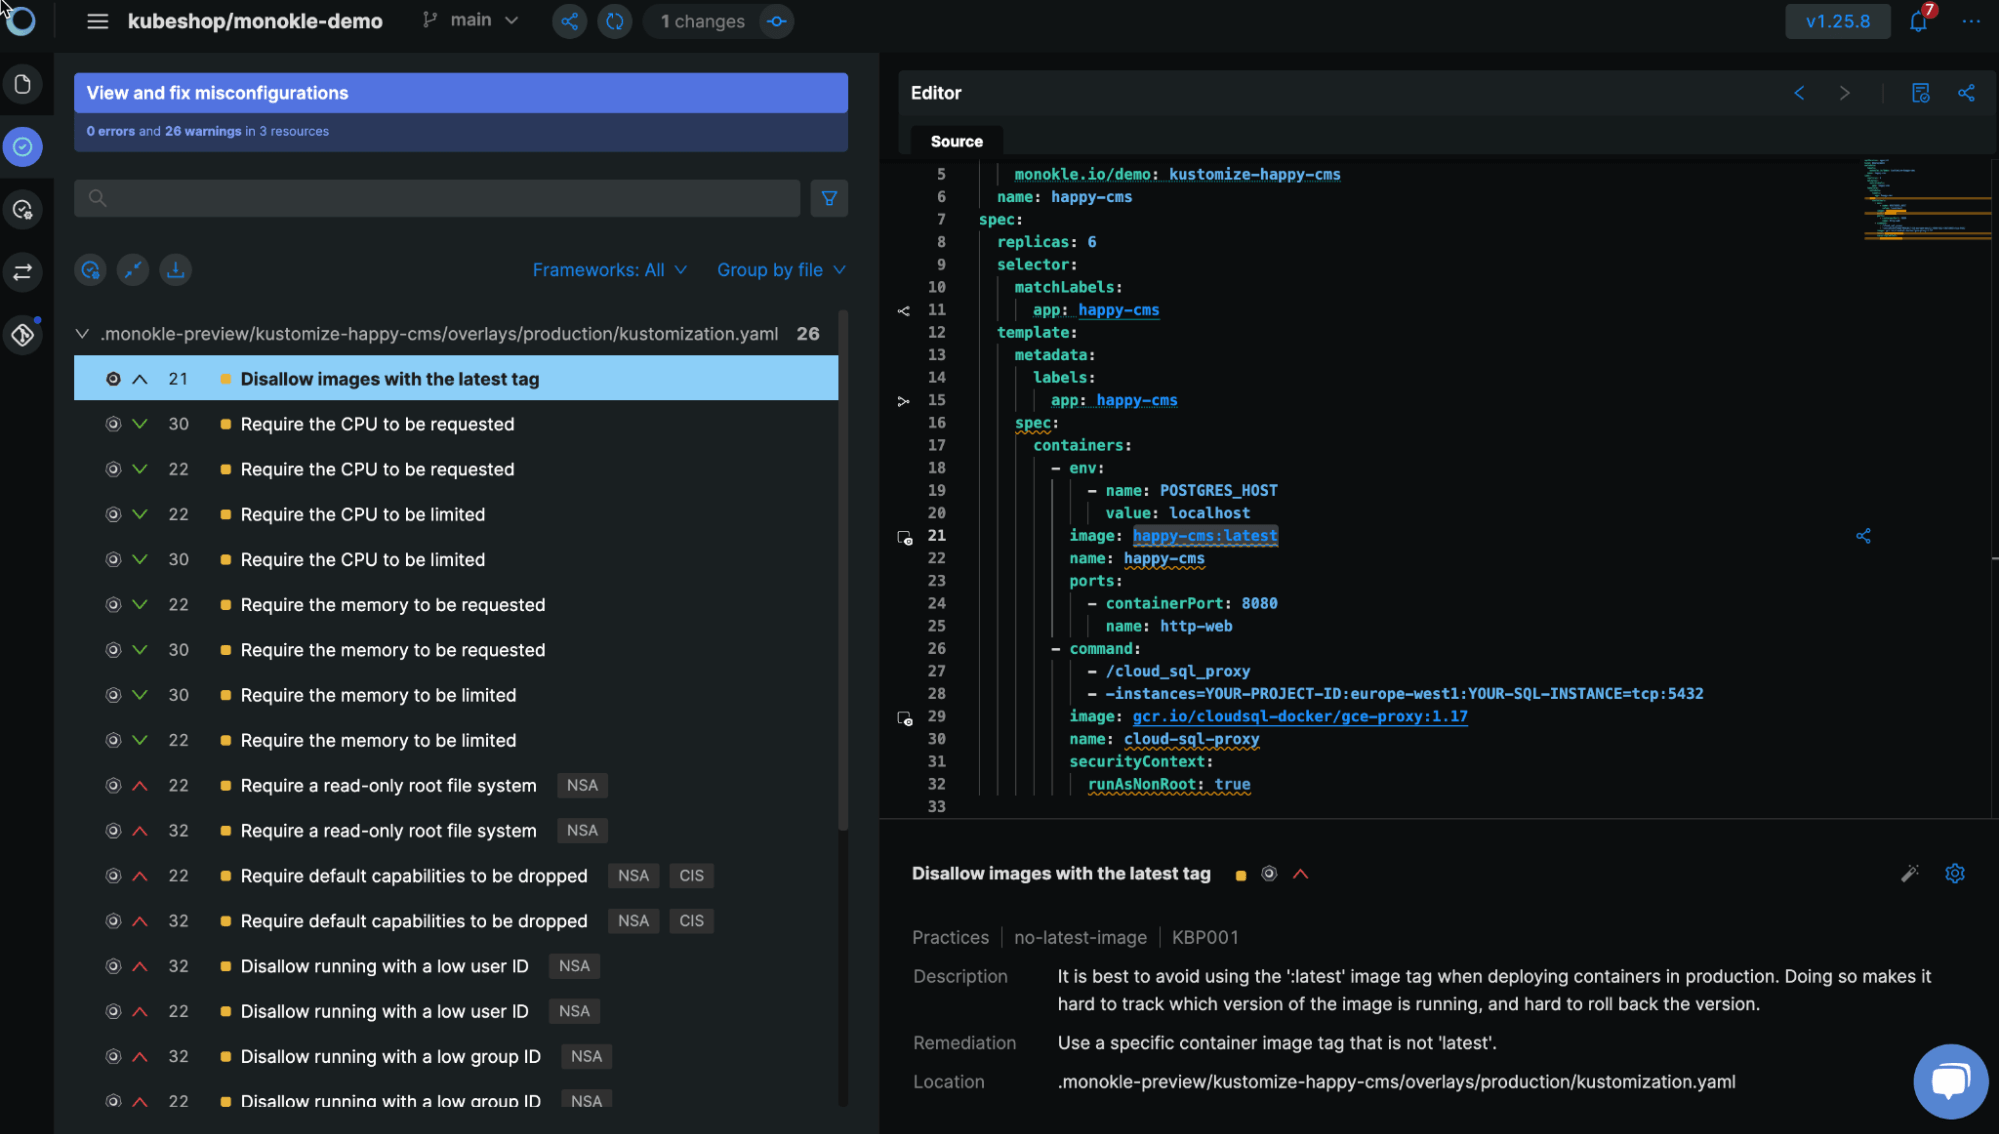 kubeshop/monokle-demo main 1 changes v1.25.8 7
View and fix misconfigurations
0 errors and 26 warnings in 3 resources
Frameworks: All Group by file
.monokle-preview/kustomize-happy-cms/overlays/production/kustomization.yaml 26
21 Disallow images with the latest tag
30 Require the CPU to be requested
22 Require the CPU to be requested
22 Require the CPU to be limited
30 Require the CPU to be limited
22 Require the memory to be requested
30 Require the memory to be requested
30 Require the memory to be limited
22 Require the memory to be limited
22 Require a read-only root file system NSA
32 Require a read-only root file system NSA
22 Require default capabilities to be dropped NSA CIS
32 Require default capabilities to be dropped NSA CIS
32 Disallow running with a low user ID NSA
22 Disallow running with a low user ID NSA
32 Disallow running with a low group ID NSA
22 Disallow running with a low group ID NSA
Editor
Source
5 monokle.io/demo: kustomize-happy-cms
6 name: happy-cms
7 spec:
8 replicas: 6
9 selector:
10 matchLabels:
11 app: happy-cms
12 template:
13 metadata:
14 labels:
15 app: happy-cms
16 spec:
17 containers:
18 - env:
19 - name: POSTGRES_HOST
20 value: localhost
21 image: happy-cms:latest
22 name: happy-cms
23 ports:
24 - containerPort: 8080
25 name: http-web
26 - command:
27 - /cloud_sql_proxy
28 - -instances=YOUR-PROJECT-ID:europe-west1:YOUR-SQL-INSTANCE=tcp:5432
29 image: gcr.io/cloudsql-docker/gce-proxy:1.17
30 name: cloud-sql-proxy
31 securityContext:
32 runAsNonRoot: true
33
Disallow images with the latest tag
Practices no-latest-image KBP001
Description It is best to avoid using the ':latest' image tag when deploying containers in production. Doing so makes it
hard to track which version of the image is running, and hard to roll back the version.
Remediation Use a specific container image tag that is not 'latest'.
Location .monokle-preview/kustomize-happy-cms/overlays/production/kustomization.yaml